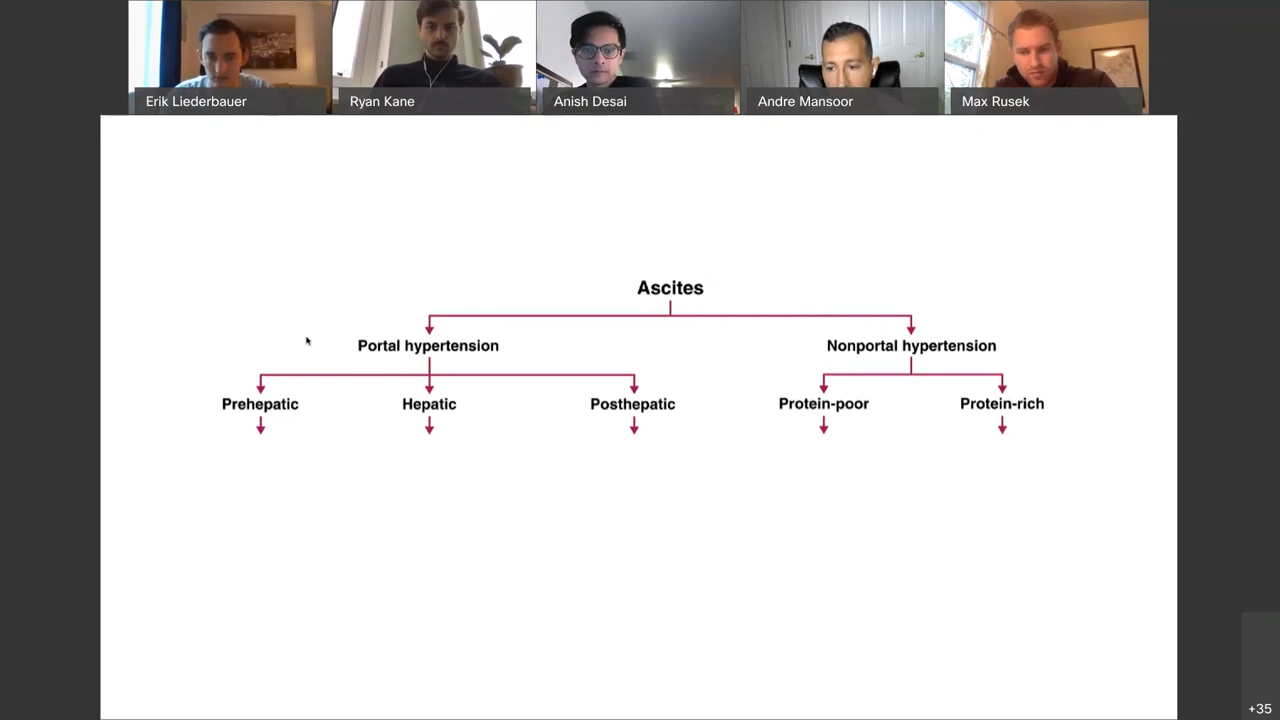 Erik Liederbauer
Ryan Kane
Anish Desai
Andre Mansoor
Max Rusek
Ascites
Portal hypertension
Nonportal hypertension
Prehepatic
Hepatic
Posthepatic
Protein-poor
Protein-rich
+35